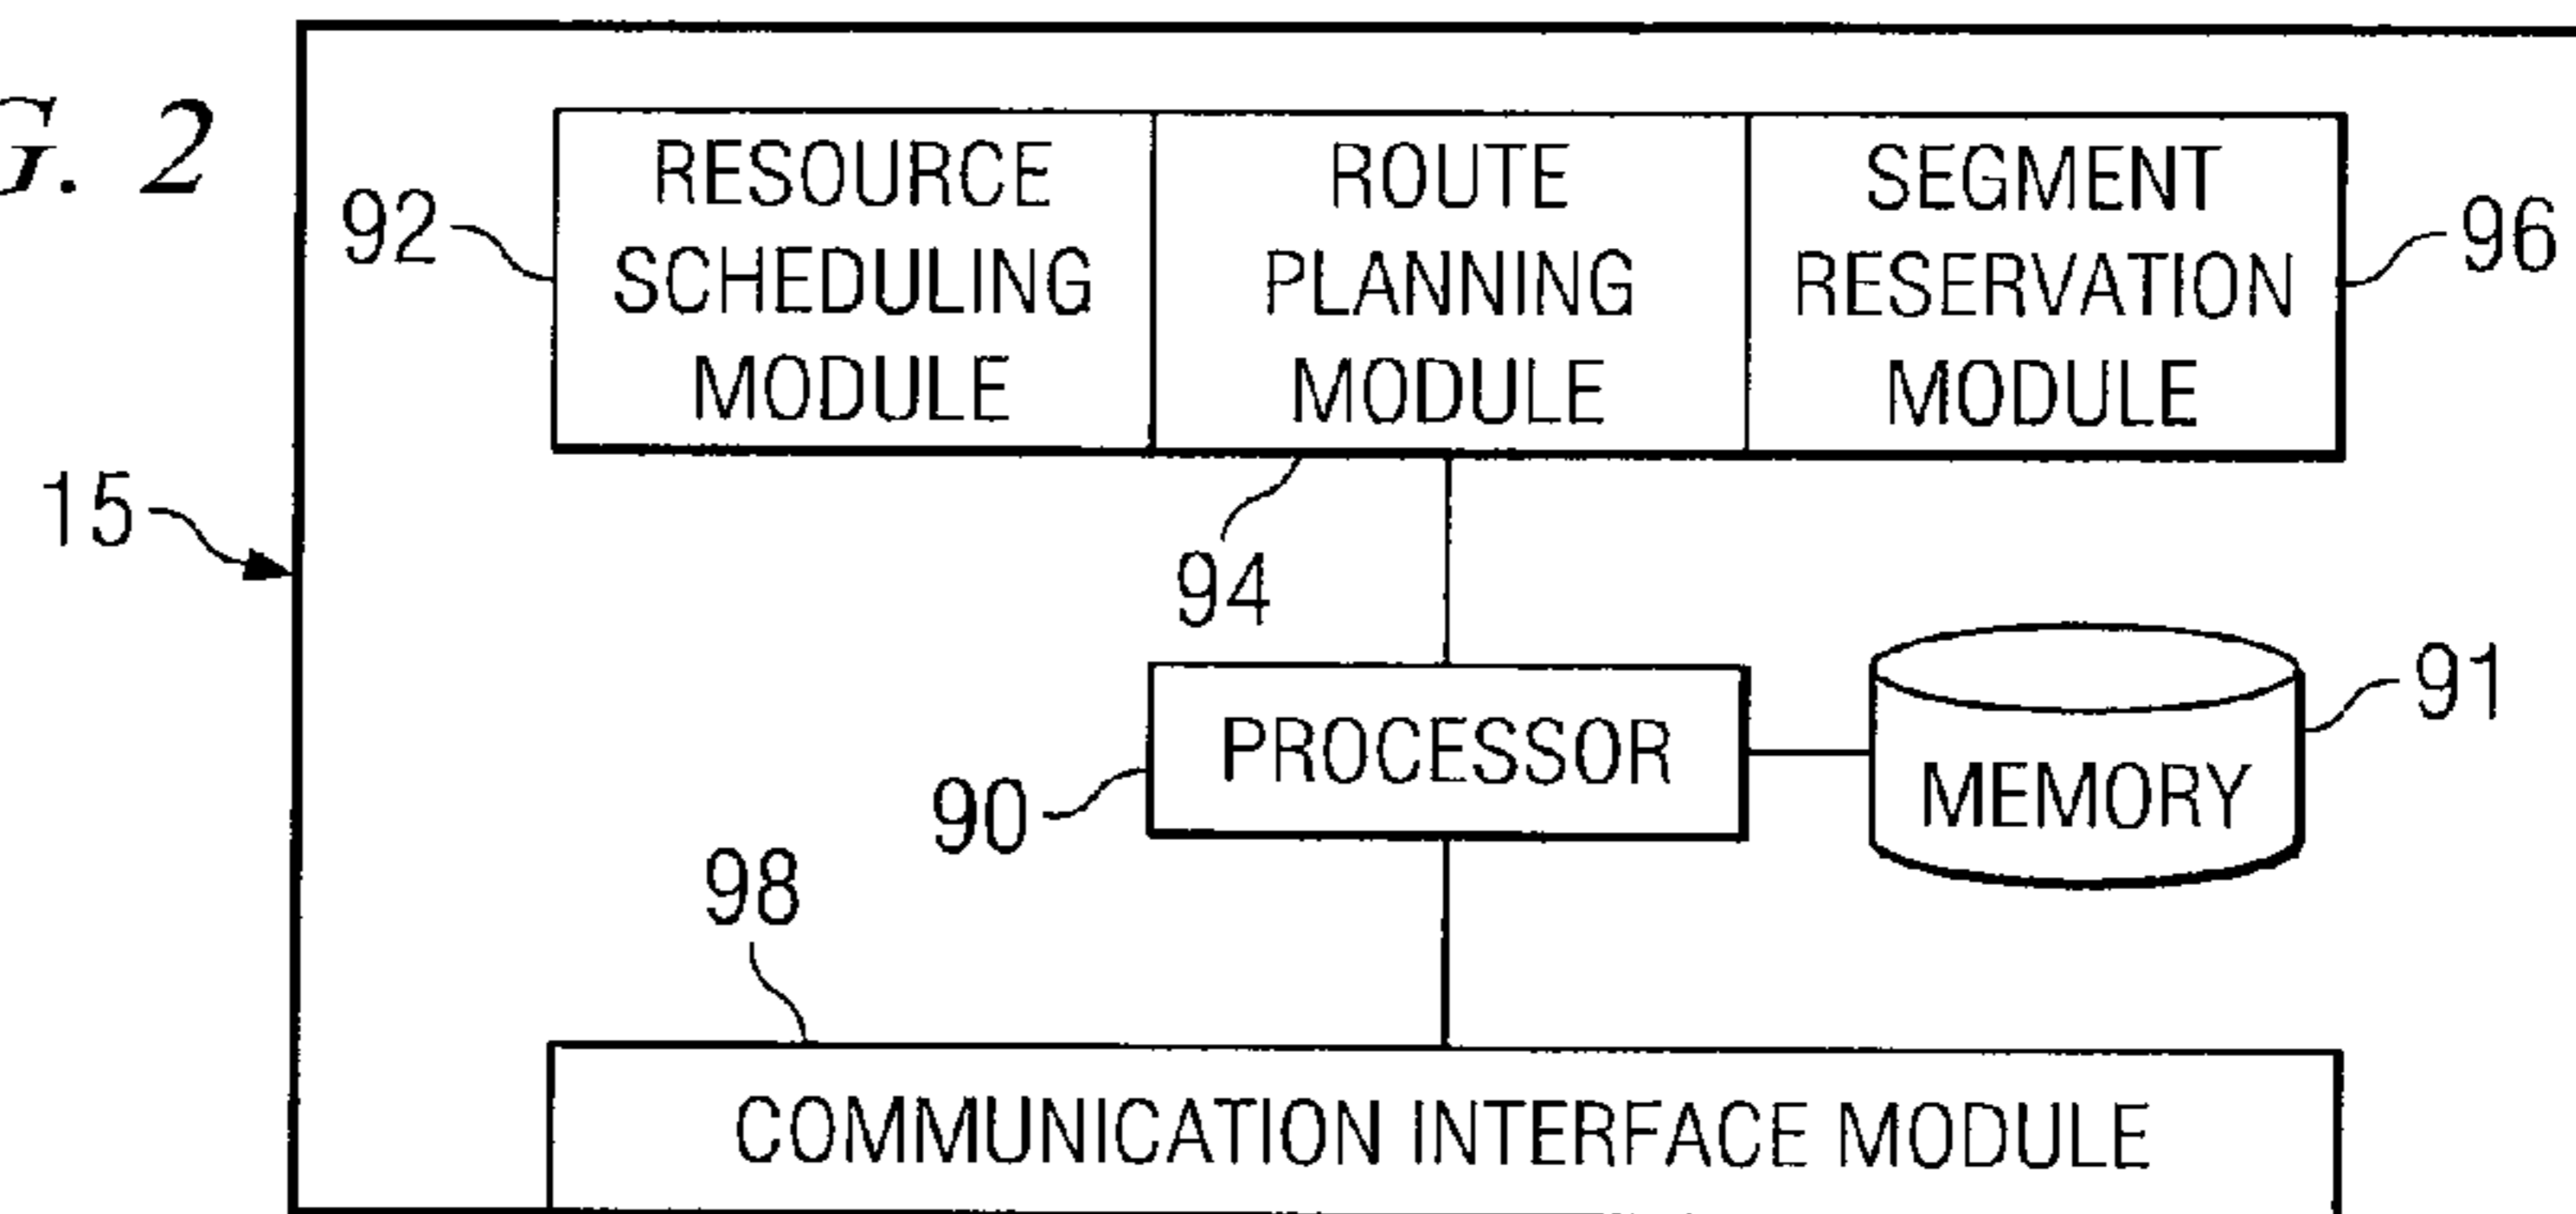 G. 2
RESOURCE
SCHEDULING
MODULE
ROUTE
PLANNING
MODULE
SEGMENT
RESERVATION
MODULE
92
96
15
94
PROCESSOR
90
MEMORY
91
98
COMMUNICATION INTERFACE MODULE